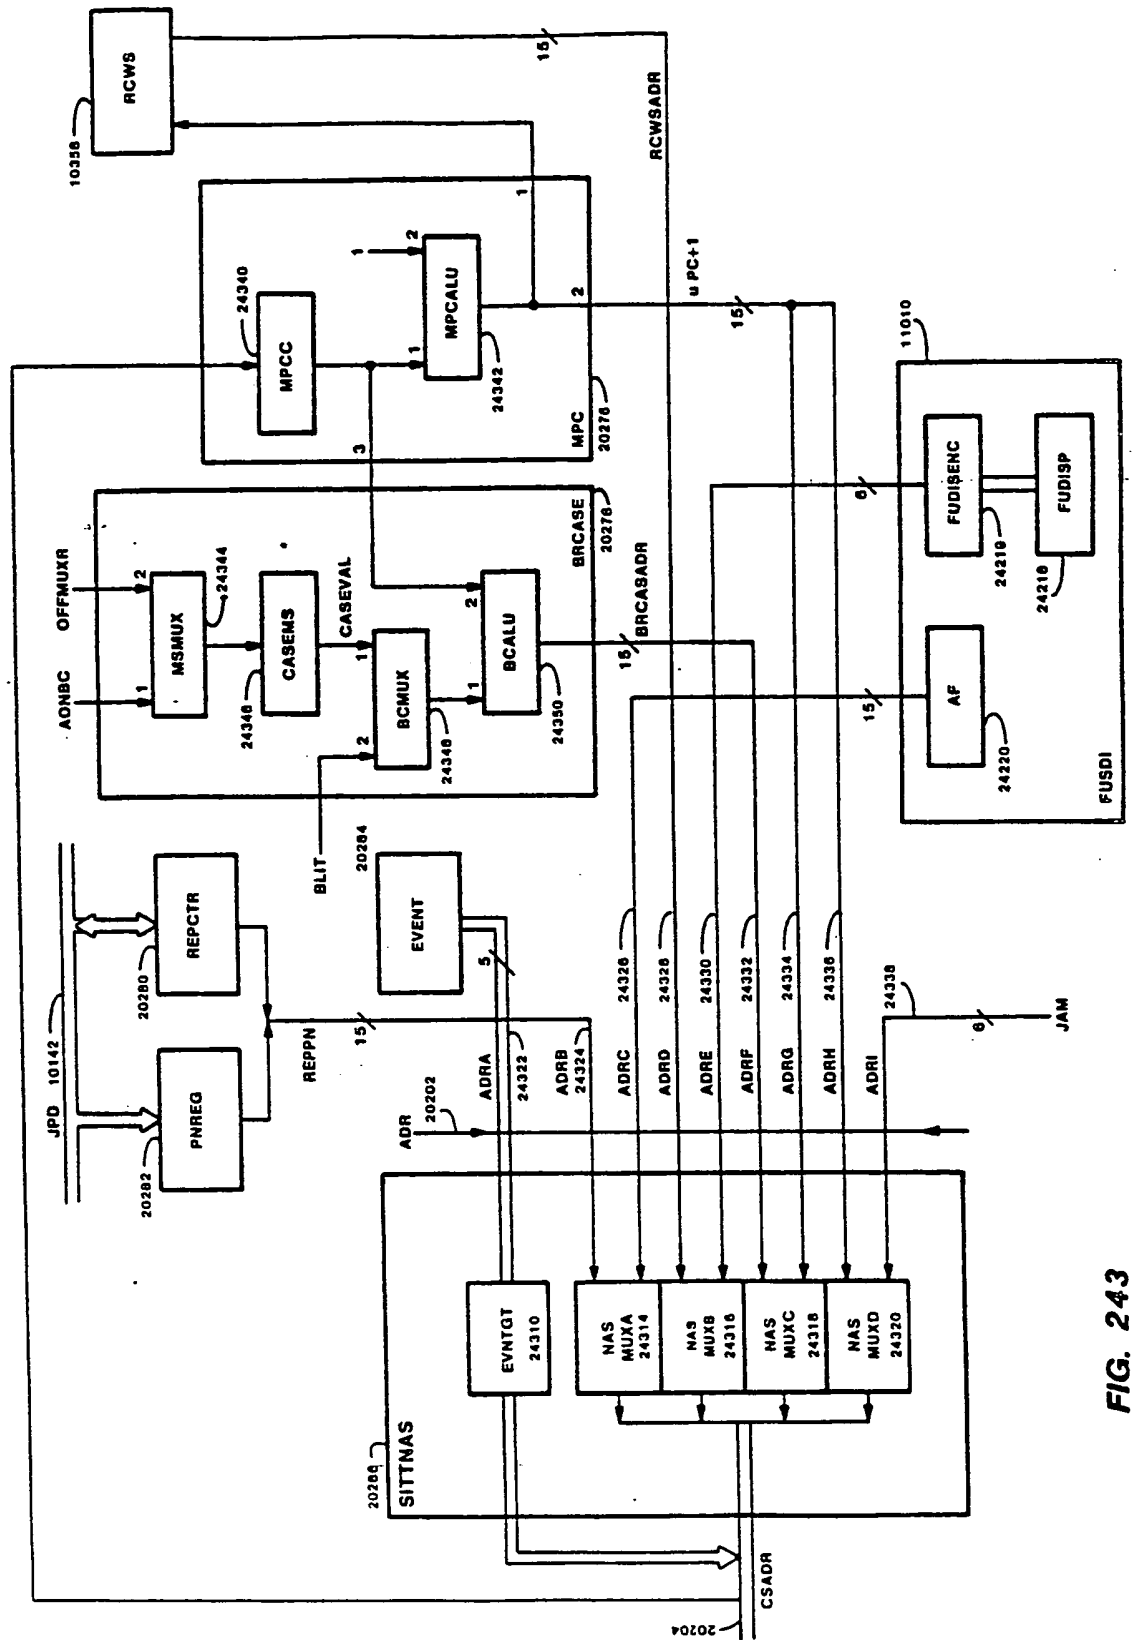 JPD
10142
PNREG
20282
REPCTR
20280
REPPN
15
EVENT
20284
5
BLIT
AONBC
OFFMUXR
1
2
MSMUX
24344
CASEMS
24346
CASEVAL
1
2
BCMUX
24348
1
2
BCALU
24350
BRCASE
20278
15
BRCASADR
MPCC
24340
1
1
2
MPCALU
24342
3
1
2
MPC
20276
RCWS
10358
15
RCWSADR
u PC+1
15
ADR
20202
ADRA
24322
ADRB
24324
ADRC
24326
ADRD
24328
ADRE
24330
ADRF
24332
ADRG
24334
ADRH
24336
ADRI
24338
6
JAM
20286
SITTNAS
EVNTGT
24310
NAS
MUXA
24314
NAS
MUXB
24316
NAS
MUXC
24318
NAS
MUXD
24320
CSADR
20204
11010
FUSDI
AF
24220
15
FUDISENC
24219
6
FUDISP
24218
FIG. 243